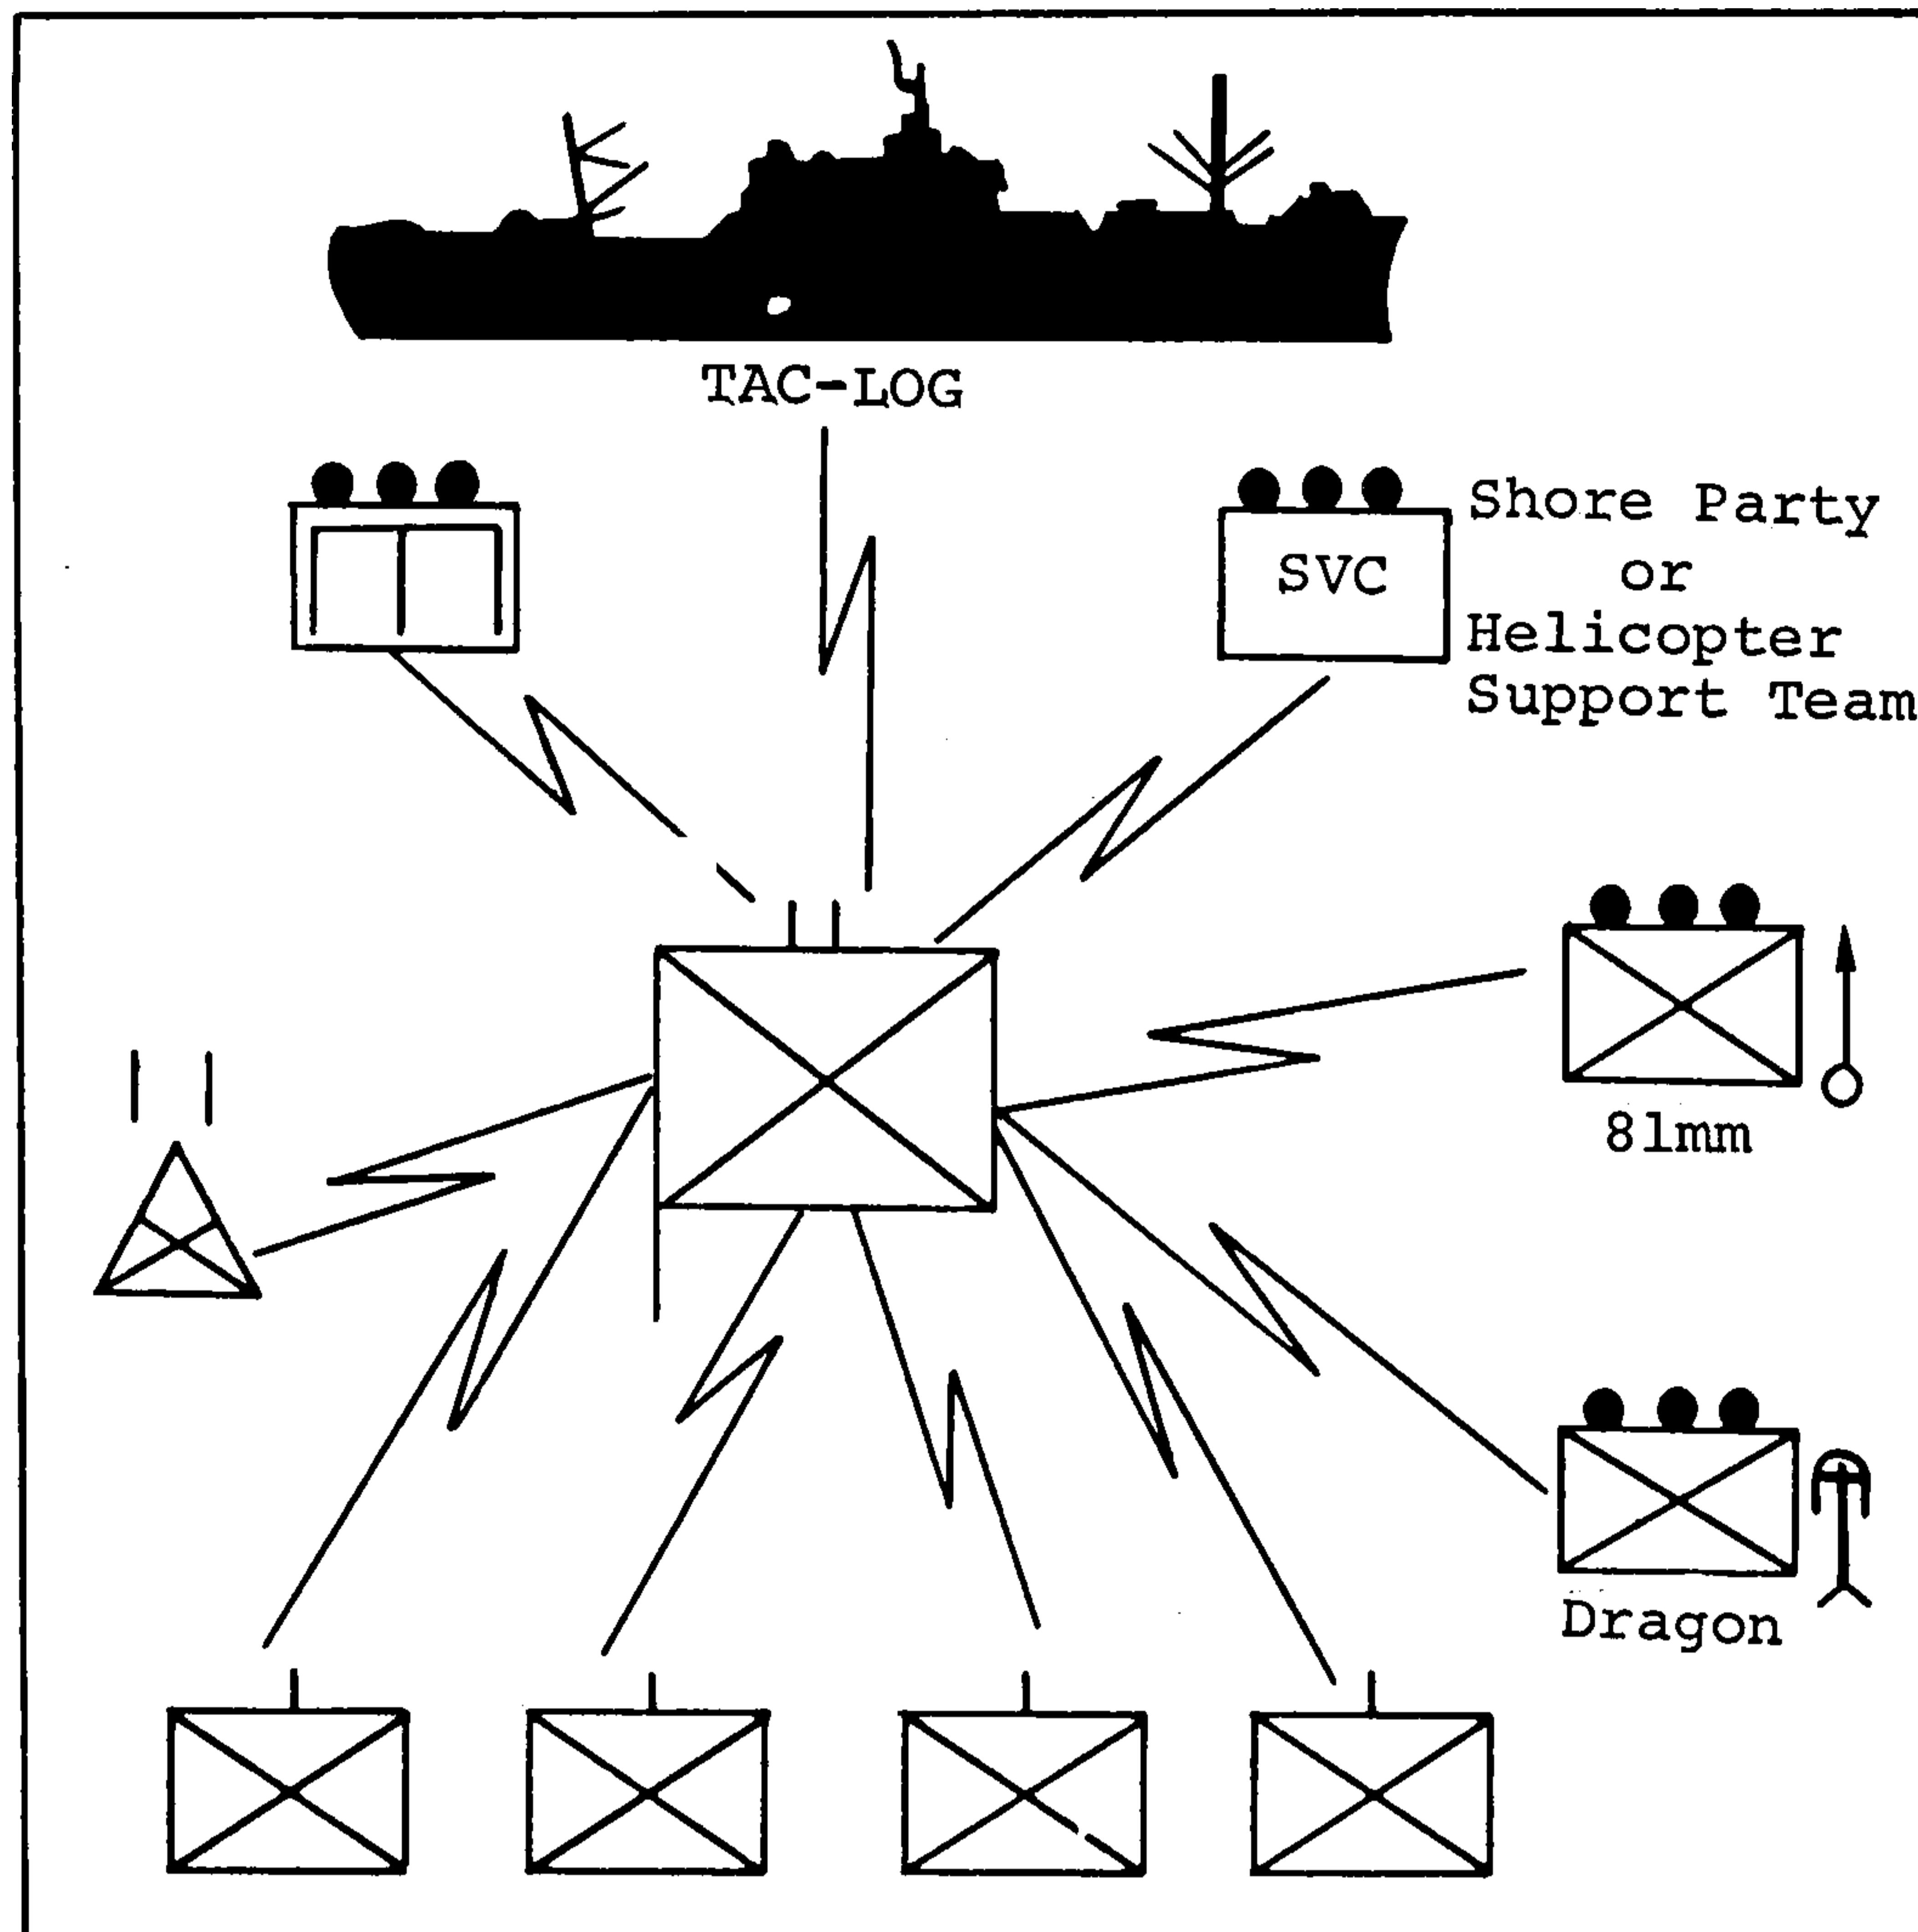 TAC-LOG
SVC
Shore Party
or
Helicopter
Support Team
81mm
Dragon